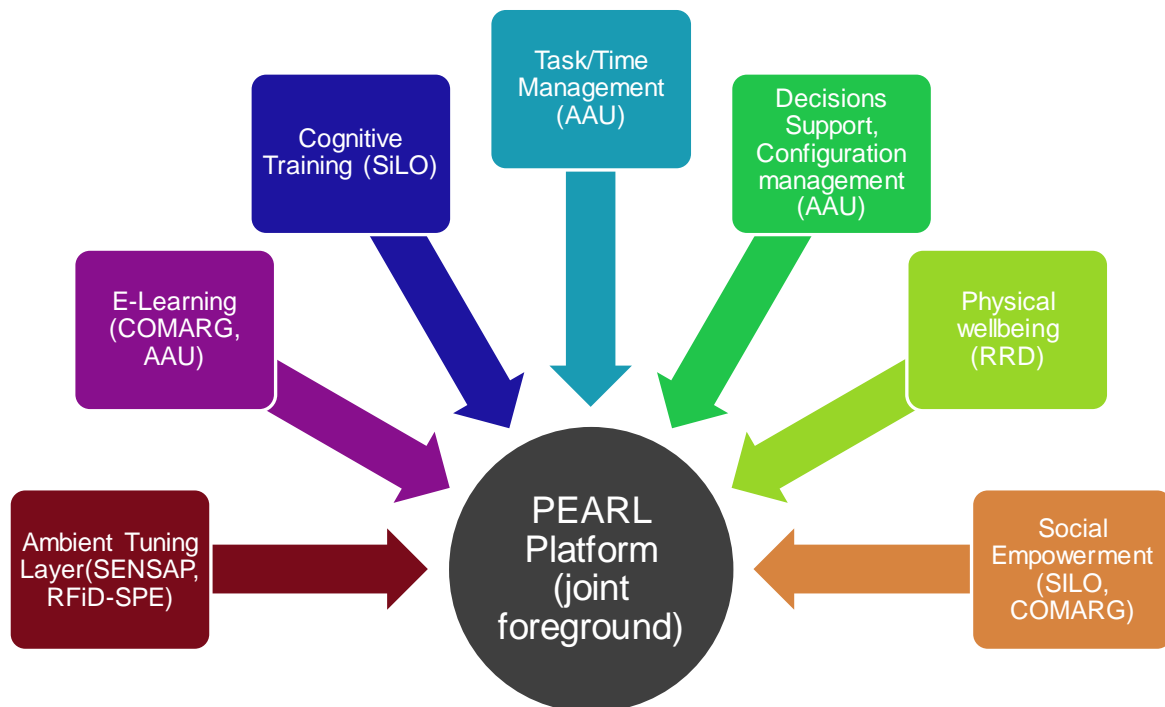 Task/Time
Management
(AAU)
Decisions
Support,
Configuration
management
(AAU)
Cognitive
Training (SiLO)
E-Learning
(COMARG,
AAU)
Physical
wellbeing
(RRD)
Ambient Tuning
Layer(SENSAP,
RFiD-SPE)
PEARL
Platform
(joint
foreground)
Social
Empowerment
(SILO,
COMARG)